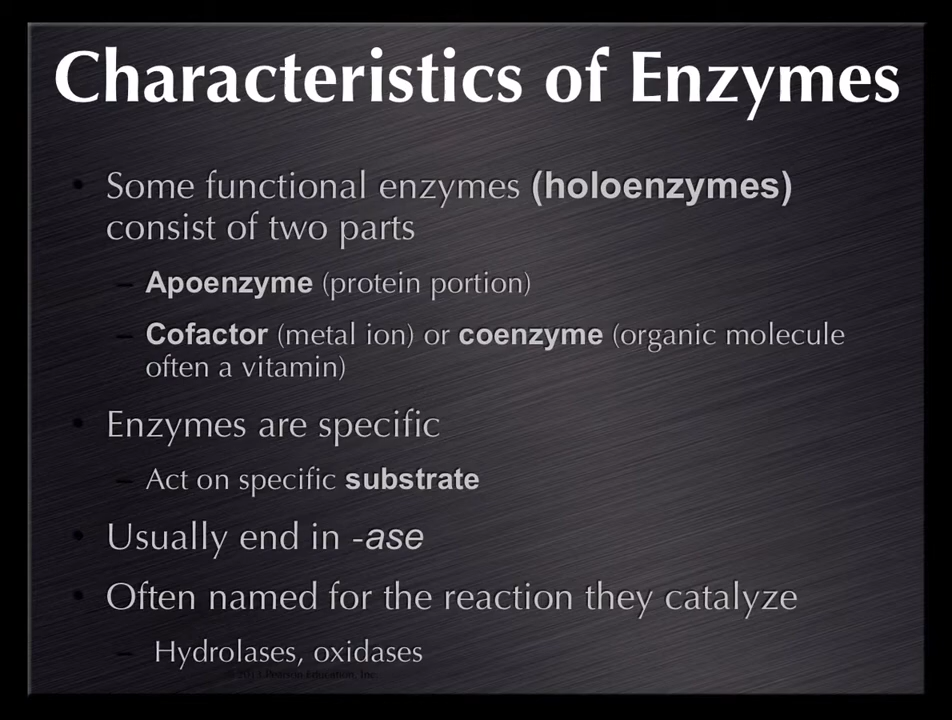 Characteristics of Enzymes
• Some functional enzymes (holoenzymes)
consist of two parts
– Apoenzyme (protein portion)
– Cofactor (metal ion) or coenzyme (organic molecule
often a vitamin)
• Enzymes are specific
– Act on specific substrate
• Usually end in -ase
• Often named for the reaction they catalyze
– Hydrolases, oxidases
Education, Inc.